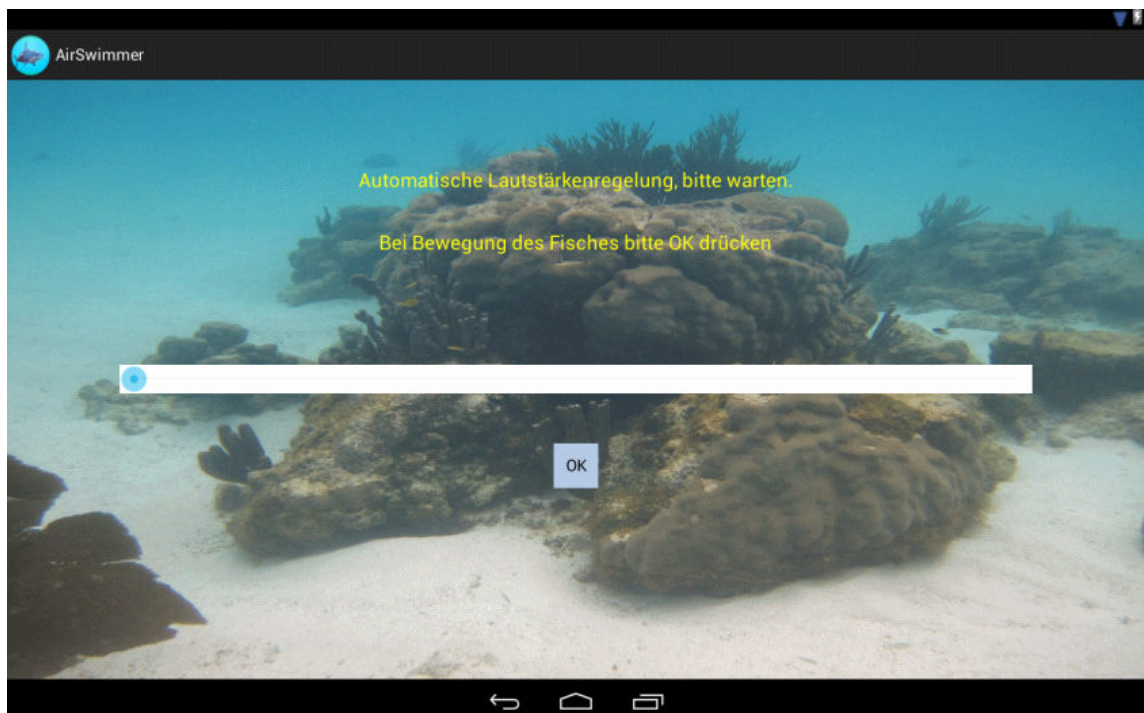 AirSwimmer
Automatische Lautstärkenregelung, bitte warten.
Bei Bewegung des Fisches bitte OK drücken
OK